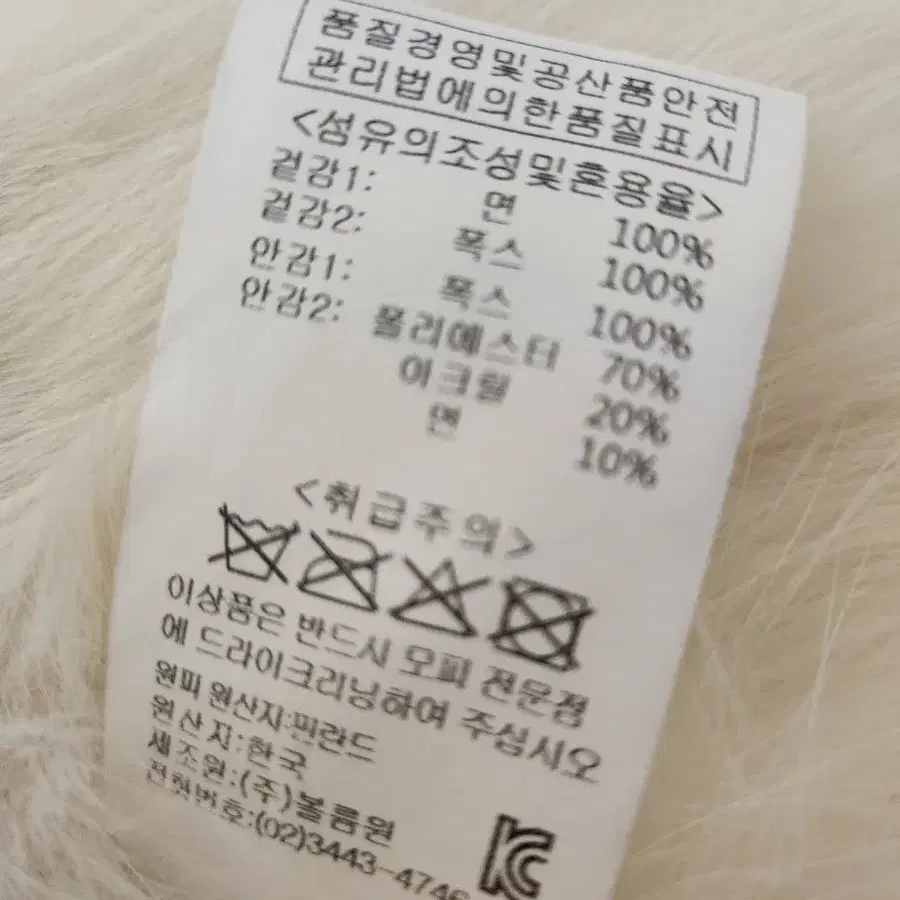 품질경영및공산품안전
관리법에의한품질표시
<섬유의조성및혼용율>
겉감1: 면 100%
겉감2: 폭스 100%
안감1: 폭스 100%
안감2: 폴리에스터 70%
아크릴 20%
면 10%
<취급주의>
이상품은 반드시 모피 전문점
에 드라이크리닝하여 주십시오
원피 원산지:핀란드
원산지:한국
제조원:(주)볼륨원
전화번호:(02)3443-4746
KC